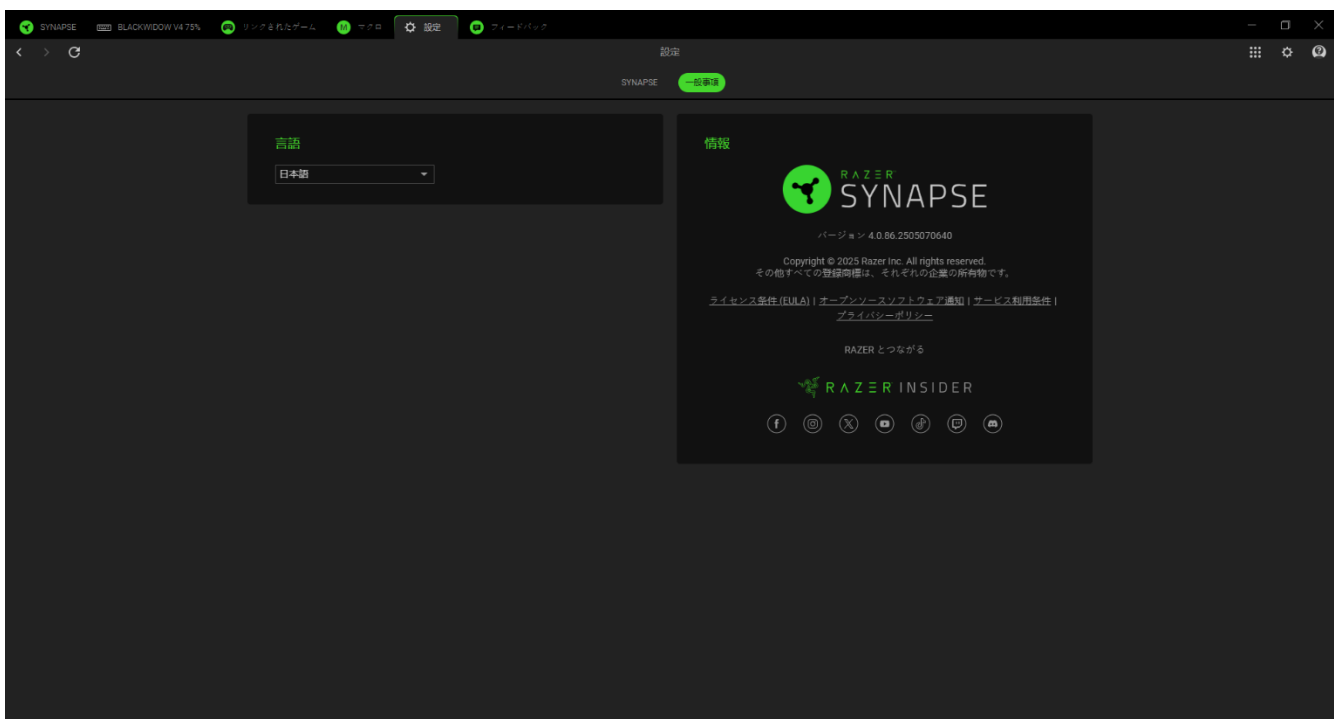 SYNAPSE BLACKWIDOW V4 75% リンクされたゲーム マクロ 設定 フィードバック
設定
SYNAPSE 一般事項
言語
日本語
情報
RAZER
SYNAPSE
バージョン 4.0.86.2505070640
Copyright © 2025 Razer Inc. All rights reserved.
その他すべての登録商標は、それぞれの企業の所有物です。
ライセンス条件 (EULA) | オープンソースソフトウェア通知 | サービス利用条件 |
プライバシーポリシー
RAZER とつながる
RAZER INSIDER